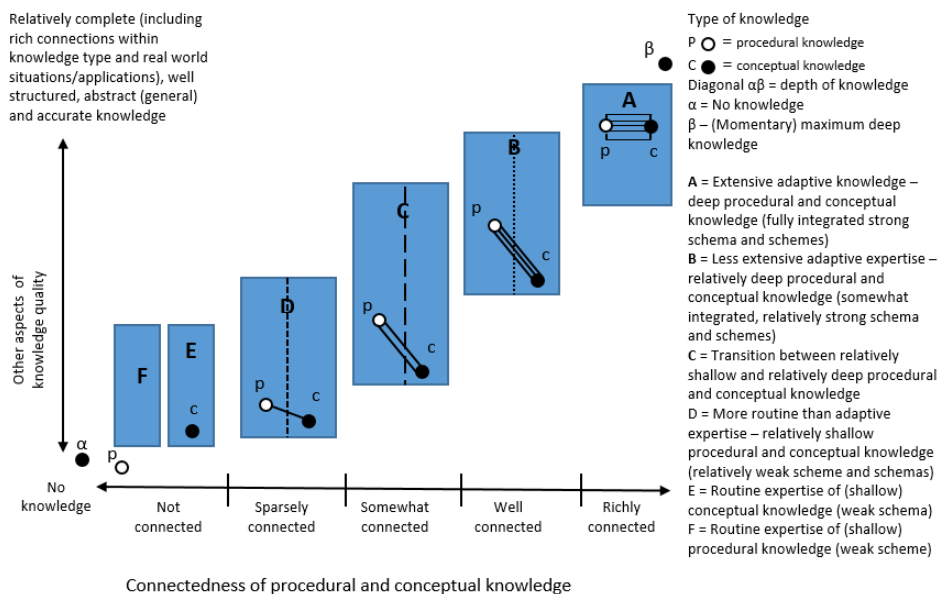 Relatively complete (including
rich connections within
knowledge type and real world
situations/applications), well
structured, abstract (general)
and accurate knowledge
Other aspects of
knowledge quality
α
p
F
E
c
D
p
c
C
p
c
B
p
c
A
p
c
β
No
knowledge
Not
connected
Sparsely
connected
Somewhat
connected
Well
connected
Richly
connected
Connectedness of procedural and conceptual knowledge
Type of knowledge
P = procedural knowledge
C = conceptual knowledge
Diagonal αβ = depth of knowledge
α = No knowledge
β – (Momentary) maximum deep
knowledge
A = Extensive adaptive knowledge –
deep procedural and conceptual
knowledge (fully integrated strong
schema and schemes)
B = Less extensive adaptive expertise –
relatively deep procedural and
conceptual knowledge (somewhat
integrated, relatively strong schema
and schemes)
C = Transition between relatively
shallow and relatively deep procedural
and conceptual knowledge
D = More routine than adaptive
expertise – relatively shallow
procedural and conceptual knowledge
(relatively weak scheme and schemas)
E = Routine expertise of (shallow)
conceptual knowledge (weak schema)
F = Routine expertise of (shallow)
procedural knowledge (weak scheme)